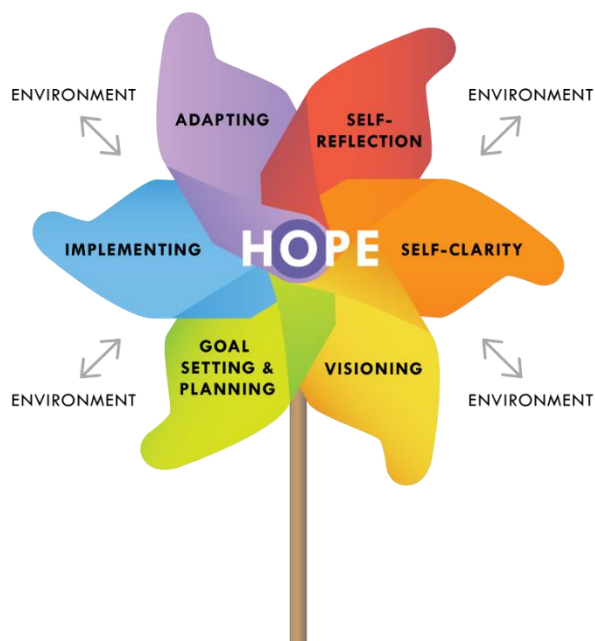 ADAPTING
SELF-
REFLECTION
ENVIRONMENT
ENVIRONMENT
IMPLEMENTING
HOPE
SELF-CLARITY
GOAL
SETTING &
PLANNING
VISIONING
ENVIRONMENT
ENVIRONMENT